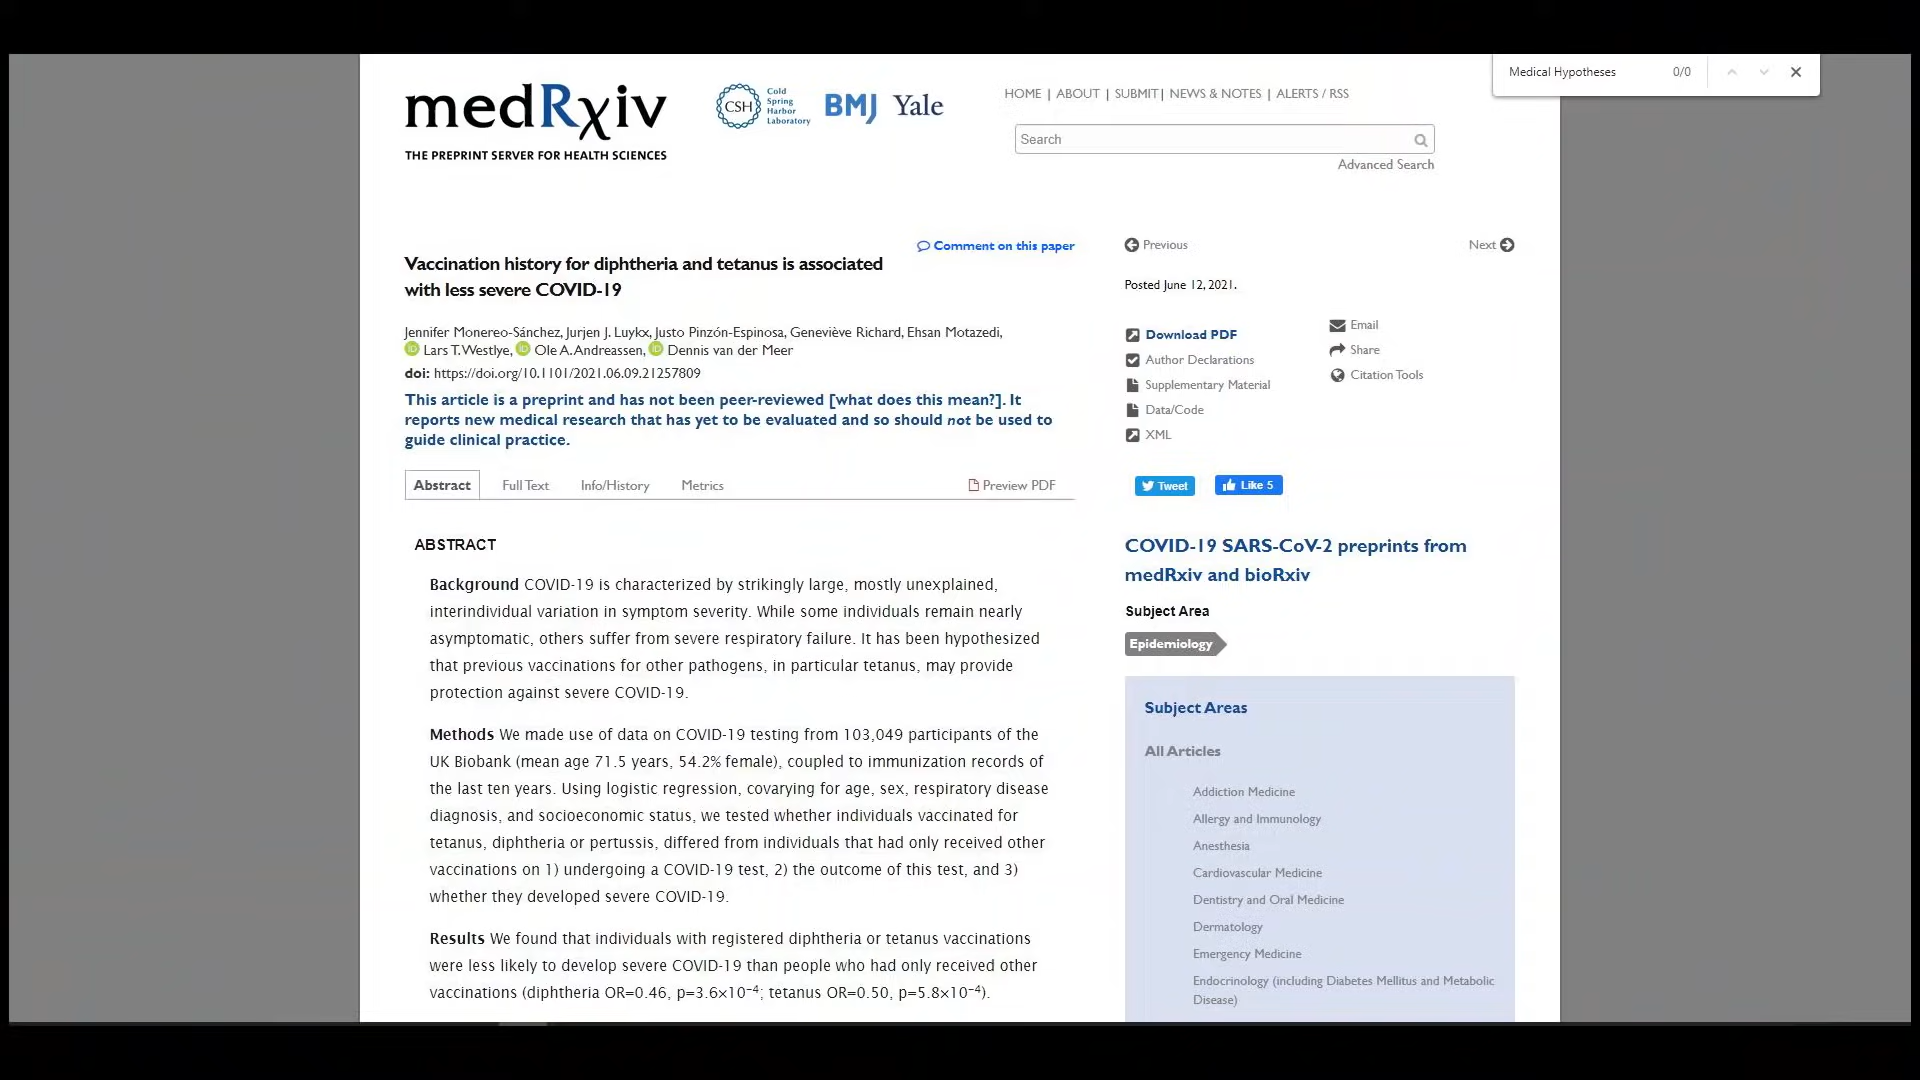 Medical Hypotheses 0/0
medRxiv
THE PREPRINT SERVER FOR HEALTH SCIENCES
CSH Cold Spring Harbor Laboratory
BMJ Yale
HOME | ABOUT | SUBMIT | NEWS & NOTES | ALERTS / RSS
Search
Advanced Search
Comment on this paper
Vaccination history for diphtheria and tetanus is associated
with less severe COVID-19
Jennifer Monereo-Sánchez, Jurjen J. Luykx, Justo Pinzón-Espinosa, Geneviève Richard, Ehsan Motazedi,
iD Lars T. Westlye, iD Ole A. Andreassen, iD Dennis van der Meer
doi: https://doi.org/10.1101/2021.06.09.21257809
This article is a preprint and has not been peer-reviewed [what does this mean?]. It
reports new medical research that has yet to be evaluated and so should not be used to
guide clinical practice.
Abstract Full Text Info/History Metrics Preview PDF
ABSTRACT
Background COVID-19 is characterized by strikingly large, mostly unexplained,
interindividual variation in symptom severity. While some individuals remain nearly
asymptomatic, others suffer from severe respiratory failure. It has been hypothesized
that previous vaccinations for other pathogens, in particular tetanus, may provide
protection against severe COVID-19.
Methods We made use of data on COVID-19 testing from 103,049 participants of the
UK Biobank (mean age 71.5 years, 54.2% female), coupled to immunization records of
the last ten years. Using logistic regression, covarying for age, sex, respiratory disease
diagnosis, and socioeconomic status, we tested whether individuals vaccinated for
tetanus, diphtheria or pertussis, differed from individuals that had only received other
vaccinations on 1) undergoing a COVID-19 test, 2) the outcome of this test, and 3)
whether they developed severe COVID-19.
Results We found that individuals with registered diphtheria or tetanus vaccinations
were less likely to develop severe COVID-19 than people who had only received other
vaccinations (diphtheria OR=0.46, p=3.6×10⁻⁴; tetanus OR=0.50, p=5.8×10⁻⁴).
Previous Next
Posted June 12, 2021.
Download PDF
Author Declarations
Supplementary Material
Data/Code
XML
Email
Share
Citation Tools
Tweet Like 5
COVID-19 SARS-CoV-2 preprints from
medRxiv and bioRxiv
Subject Area
Epidemiology
Subject Areas
All Articles
Addiction Medicine
Allergy and Immunology
Anesthesia
Cardiovascular Medicine
Dentistry and Oral Medicine
Dermatology
Emergency Medicine
Endocrinology (including Diabetes Mellitus and Metabolic
Disease)